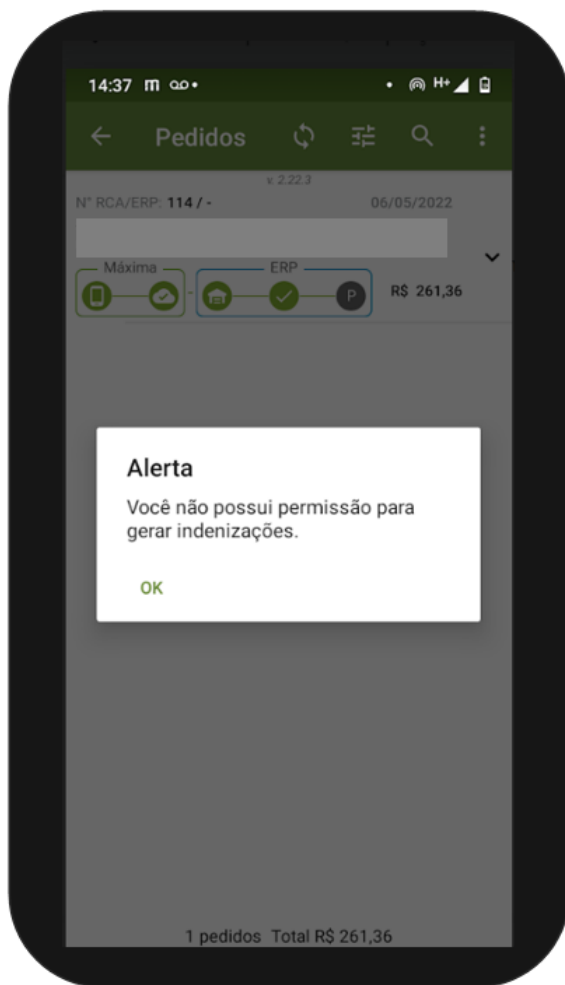 14:37
H+
Pedidos
v. 2.22.3
N° RCA/ERP: 114 / -
06/05/2022
Máxima
ERP
P
R$ 261,36
Alerta
Você não possui permissão para
gerar indenizações.
OK
1 pedidos Total R$ 261,36